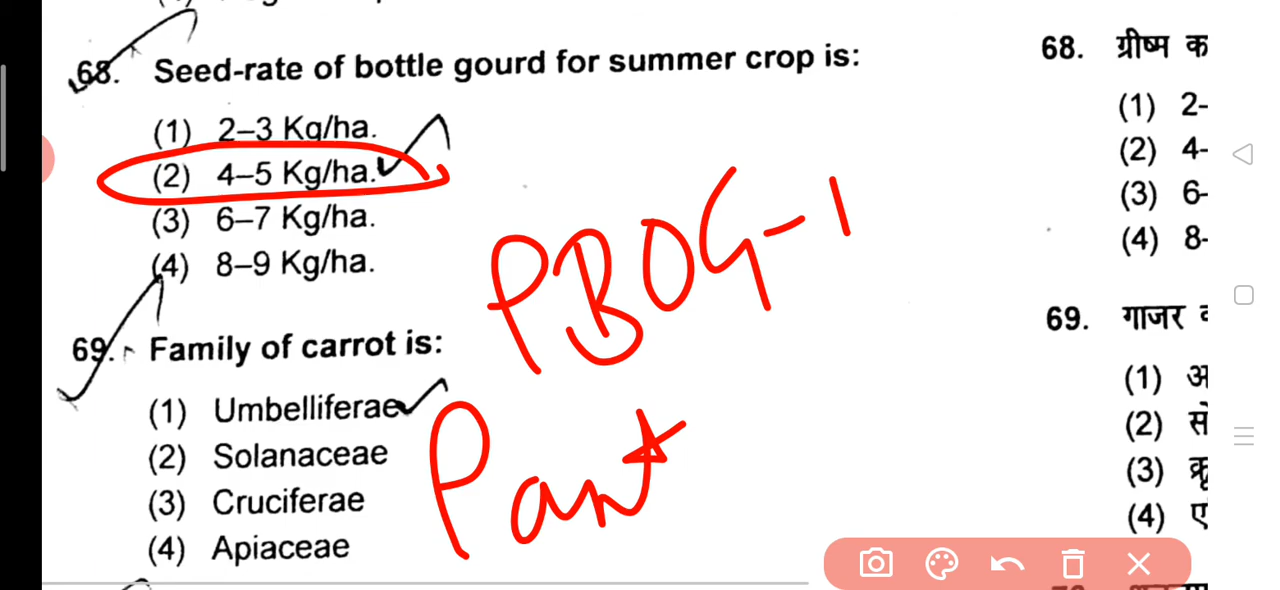 68. Seed-rate of bottle gourd for summer crop is:
(1) 2–3 Kg/ha.
(2) 4–5 Kg/ha.
(3) 6–7 Kg/ha.
(4) 8–9 Kg/ha.
PBOG-1
69. Family of carrot is:
(1) Umbelliferae
(2) Solanaceae
(3) Cruciferae
(4) Apiaceae
Pant
68. ग्रीष्म क
(1) 2-
(2) 4-
(3) 6-
(4) 8-
69. गाजर
(1) अ
(2) से
(3) क्रू
(4) ए